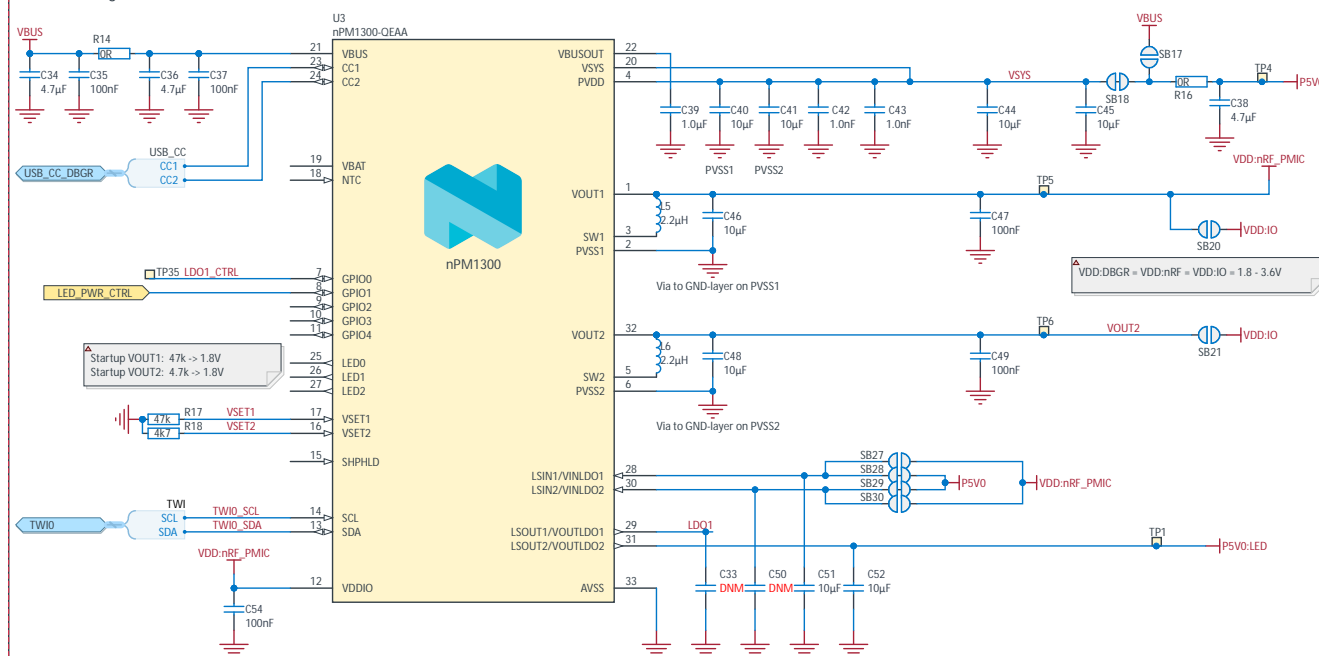 U3
nPM1300-QEAA
VBUS
R14
0R
C34
4.7µF
C35
100nF
C36
4.7µF
C37
100nF
21
23
24
VBUS
CC1
CC2
USB_CC
USB_CC_DBGR
CC1
CC2
19
18
VBAT
NTC
nPM1300
TP35
LDO1_CTRL
LED_PWR_CTRL
7
8
9
10
11
GPIO0
GPIO1
GPIO2
GPIO3
GPIO4
Startup VOUT1: 47k -> 1.8V
Startup VOUT2: 4.7k -> 1.8V
25
26
27
LED0
LED1
LED2
47k
R17
VSET1
17
VSET1
4k7
R18
VSET2
16
VSET2
15
SHPHLD
TWI
TWI0
SCL
TWI0_SCL
14
SCL
SDA
TWI0_SDA
13
SDA
VDD:nRF_PMIC
12
VDDIO
C54
100nF
VBUSOUT
VSYS
PVDD
22
20
4
C39
1.0µF
C40
10µF
C41
10µF
C42
1.0nF
C43
1.0nF
VSYS
C44
10µF
C45
10µF
PVSS1
PVSS2
VBUS
SB17
SB18
0R
R16
TP4
C38
4.7µF
P5V
VDD:nRF_PMIC
VOUT1
1
L5
2.2µH
C46
10µF
C47
100nF
TP5
SW1
3
PVSS1
2
Via to GND-layer on PVSS1
SB20
VDD:IO
VDD:DBGR = VDD:nRF = VDD:IO = 1.8 - 3.6V
VOUT2
32
L6
2.2µH
C48
10µF
C49
100nF
TP6
VOUT2
SB21
VDD:IO
SW2
5
PVSS2
6
Via to GND-layer on PVSS2
SB27
SB28
SB29
SB30
P5V0
VDD:nRF_PMIC
LSIN1/VINLDO1
28
LSIN2/VINLDO2
30
LSOUT1/VOUTLDO1
29
LDO1
LSOUT2/VOUTLDO2
31
TP1
P5V0:LED
C33
DNM
C50
DNM
C51
10µF
C52
10µF
AVSS
33